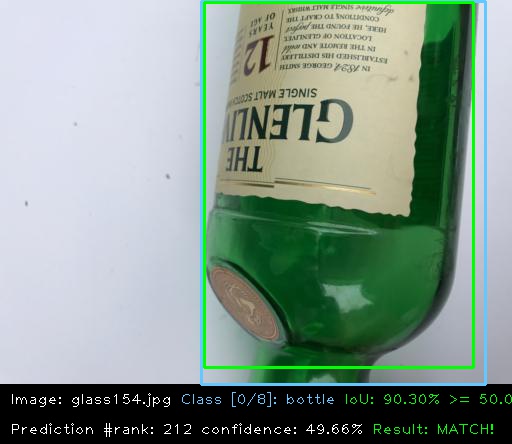 THE
GLENLIV
SINGLE MALT SCOTCH
12
YEARS
OF AGE
IN 1824 GEORGE SMITH
ESTABLISHED HIS DISTILLERY
IN THE REMOTE AND wild
LOCATION OF GLENLIVET
HERE, HE FOUND THE perfect
CONDITIONS TO CRAFT THE
definitive SINGLE MALT WHISKY
Image: glass154.jpg Class [0/8]: bottle IoU: 90.30% >= 50.0
Prediction #rank: 212 confidence: 49.66% Result: MATCH!